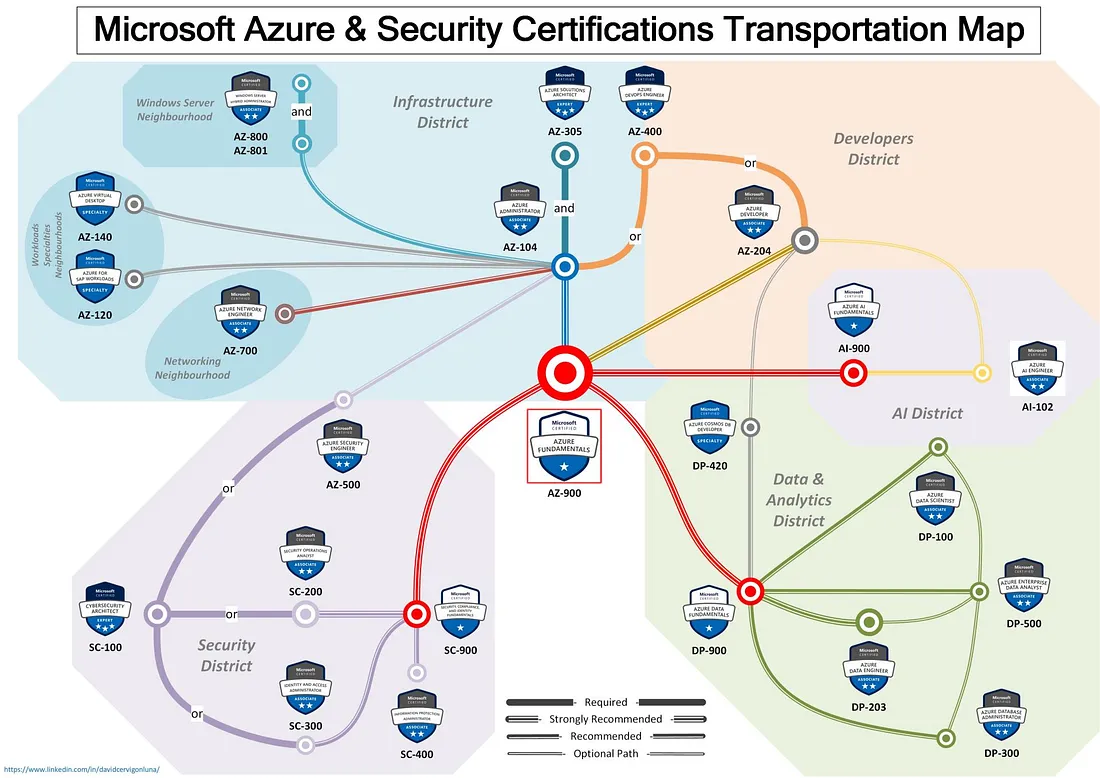 Microsoft Azure & Security Certifications Transportation Map
Windows Server
Neighbourhood
Microsoft
CERTIFIED
WINDOWS SERVER
HYBRID ADMINISTRATOR
ASSOCIATE
AZ-800
AZ-801
and
Infrastructure
District
Microsoft
CERTIFIED
AZURE SOLUTIONS
ARCHITECT
EXPERT
AZ-305
Microsoft
CERTIFIED
AZURE
DEVOPS ENGINEER
EXPERT
AZ-400
Developers
District
or
Workloads
Specialties
Neighbourhoods
Microsoft
CERTIFIED
AZURE VIRTUAL
DESKTOP
SPECIALTY
AZ-140
Microsoft
CERTIFIED
AZURE FOR
SAP WORKLOADS
SPECIALTY
AZ-120
Microsoft
CERTIFIED
AZURE
ADMINISTRATOR
ASSOCIATE
AZ-104
and
or
Microsoft
CERTIFIED
AZURE
DEVELOPER
ASSOCIATE
AZ-204
Microsoft
CERTIFIED
AZURE NETWORK
ENGINEER
ASSOCIATE
AZ-700
Networking
Neighbourhood
Microsoft
CERTIFIED
AZURE AI
FUNDAMENTALS
AI-900
Microsoft
CERTIFIED
AZURE
AI ENGINEER
ASSOCIATE
AI-102
AI District
Microsoft
CERTIFIED
AZURE
FUNDAMENTALS
AZ-900
Microsoft
CERTIFIED
AZURE COSMOS DB
DEVELOPER
SPECIALTY
DP-420
Data &
Analytics
District
Microsoft
CERTIFIED
AZURE
DATA SCIENTIST
ASSOCIATE
DP-100
Microsoft
CERTIFIED
AZURE SECURITY
ENGINEER
ASSOCIATE
AZ-500
or
Microsoft
CERTIFIED
SECURITY OPERATIONS
ANALYST
ASSOCIATE
SC-200
Microsoft
CERTIFIED
CYBERSECURITY
ARCHITECT
EXPERT
SC-100
or
Security
District
Microsoft
CERTIFIED
SECURITY, COMPLIANCE,
AND IDENTITY
FUNDAMENTALS
SC-900
Microsoft
CERTIFIED
AZURE DATA
FUNDAMENTALS
DP-900
Microsoft
CERTIFIED
AZURE ENTERPRISE
DATA ANALYST
ASSOCIATE
DP-500
Microsoft
CERTIFIED
AZURE
DATA ENGINEER
ASSOCIATE
DP-203
Microsoft
CERTIFIED
IDENTITY AND ACCESS
ADMINISTRATOR
ASSOCIATE
SC-300
or
Microsoft
CERTIFIED
INFORMATION PROTECTION
ADMINISTRATOR
ASSOCIATE
SC-400
Microsoft
CERTIFIED
AZURE DATABASE
ADMINISTRATOR
ASSOCIATE
DP-300
Required
Strongly Recommended
Recommended
Optional Path
https://www.linkedin.com/in/davidcervigonluna/